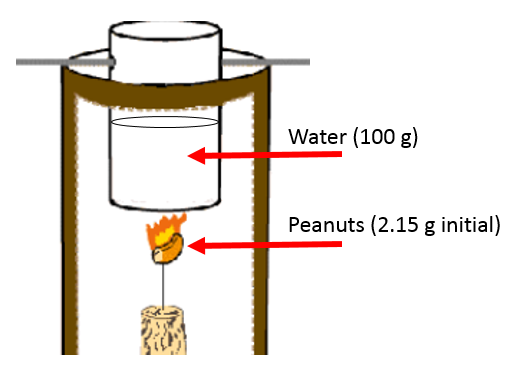 Water (100 g)
Peanuts (2.15 g initial)